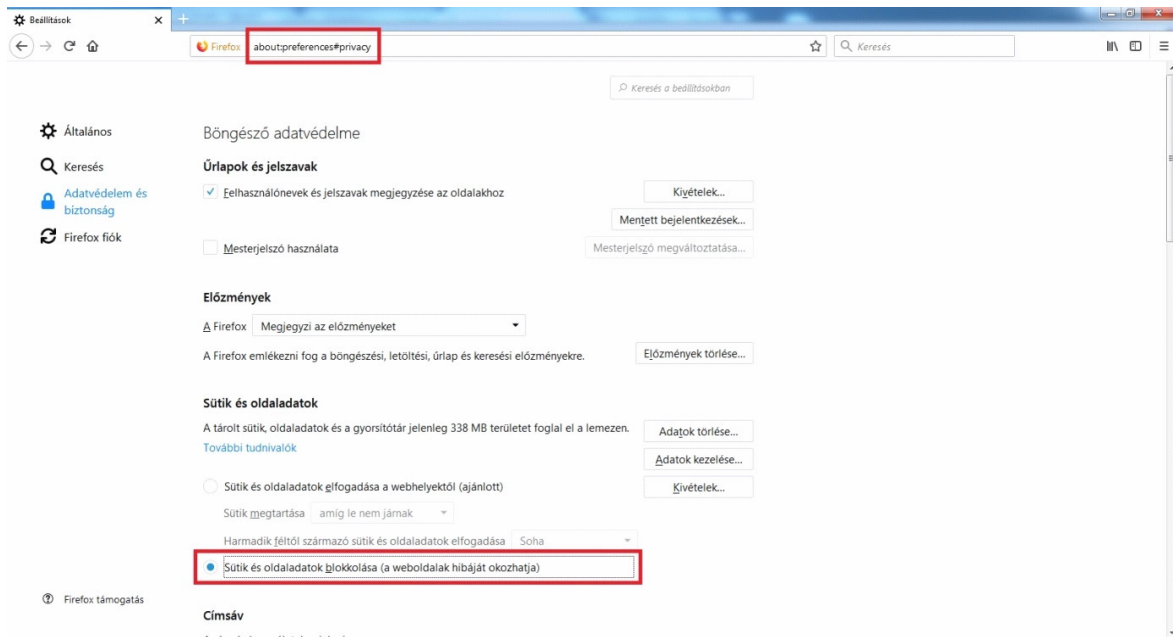 Beállítások
Firefox about:preferences#privacy Keresés
Keresés a beállításokban
Általános
Keresés
Adatvédelem és
biztonság
Firefox fiók
Böngésző adatvédelme
Űrlapok és jelszavak
Felhasználónevek és jelszavak megjegyzése az oldalakhoz Kivételek...
Mentett bejelentkezések...
Mesterjelszó használata Mesterjelszó megváltoztatása...
Előzmények
A Firefox Megjegyzi az előzményeket
A Firefox emlékezni fog a böngészési, letöltési, űrlap és keresési előzményekre. Előzmények törlése...
Sütik és oldaladatok
A tárolt sütik, oldaladatok és a gyorsítótár jelenleg 338 MB területet foglal el a lemezen. Adatok törlése...
További tudnivalók
Adatok kezelése...
Sütik és oldaladatok elfogadása a webhelyektől (ajánlott) Kivételek...
Sütik megtartása amíg le nem járnak
Harmadik féltől származó sütik és oldaladatok elfogadása Soha
Sütik és oldaladatok blokkolása (a weboldalak hibáját okozhatja)
Firefox támogatás
Címsáv